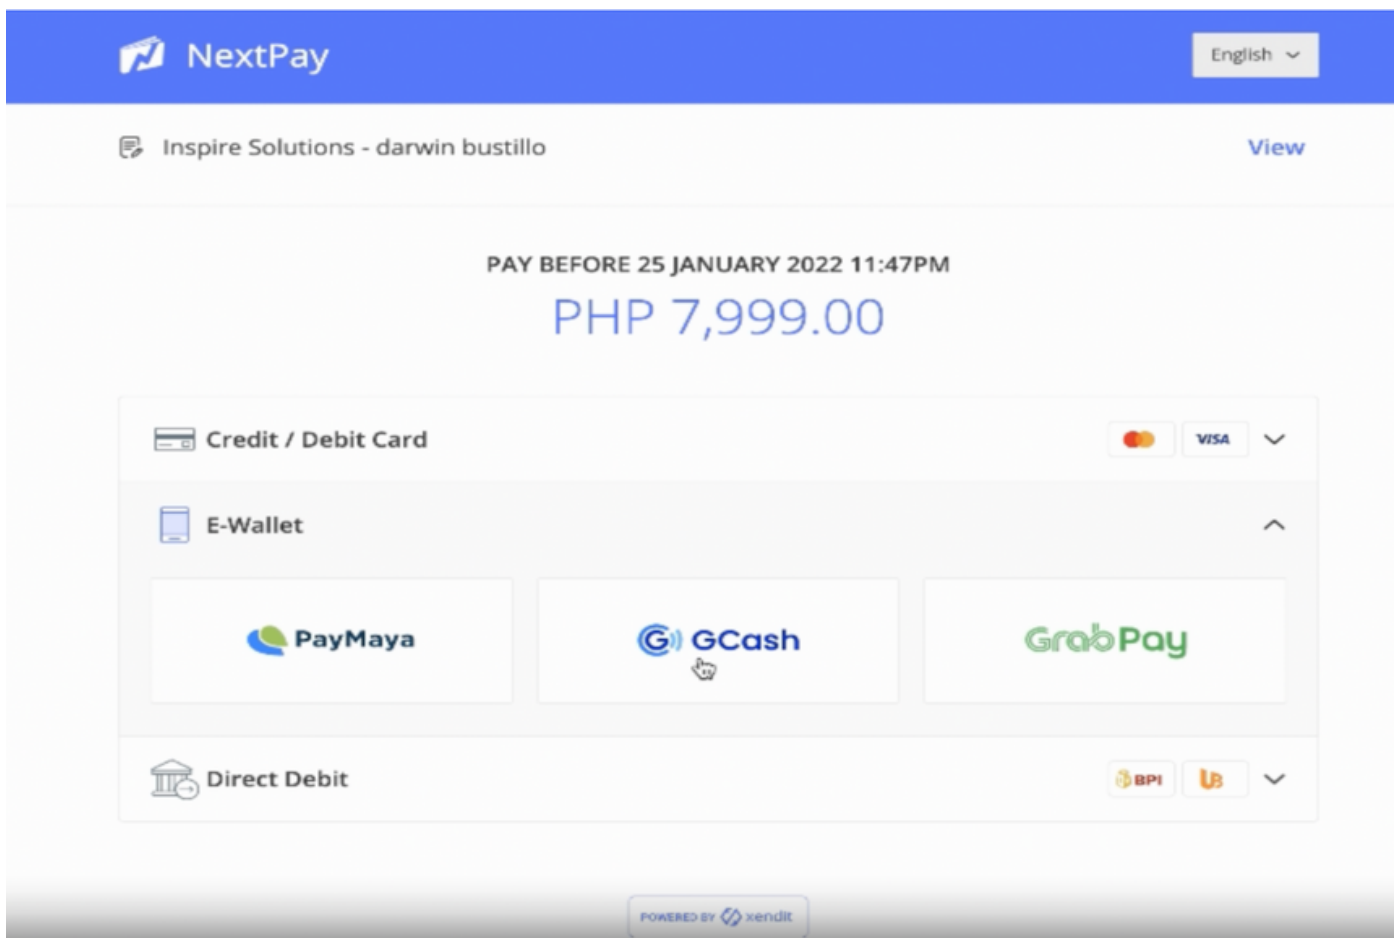 NextPay
English
Inspire Solutions - darwin bustillo
View
PAY BEFORE 25 JANUARY 2022 11:47PM
PHP 7,999.00
Credit / Debit Card
VISA
E-Wallet
PayMaya
G GCash
GrabPay
Direct Debit
BPI
UB
POWERED BY xendit